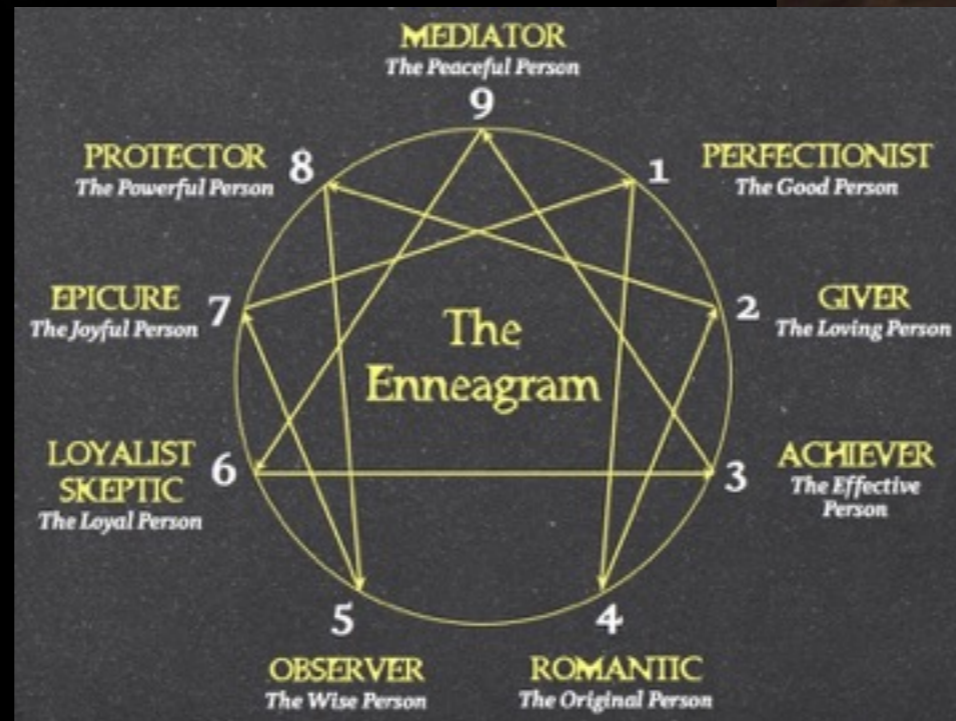 MEDIATOR
The Peaceful Person
9
PROTECTOR 8
The Powerful Person
1 PERFECTIONIST
The Good Person
EPICURE 7
The Joyful Person
2 GIVER
The Loving Person
The
Enneagram
LOYALIST
SKEPTIC
6
The Loyal Person
3 ACHIEVER
The Effective
Person
5
OBSERVER
The Wise Person
4
ROMANTIC
The Original Person